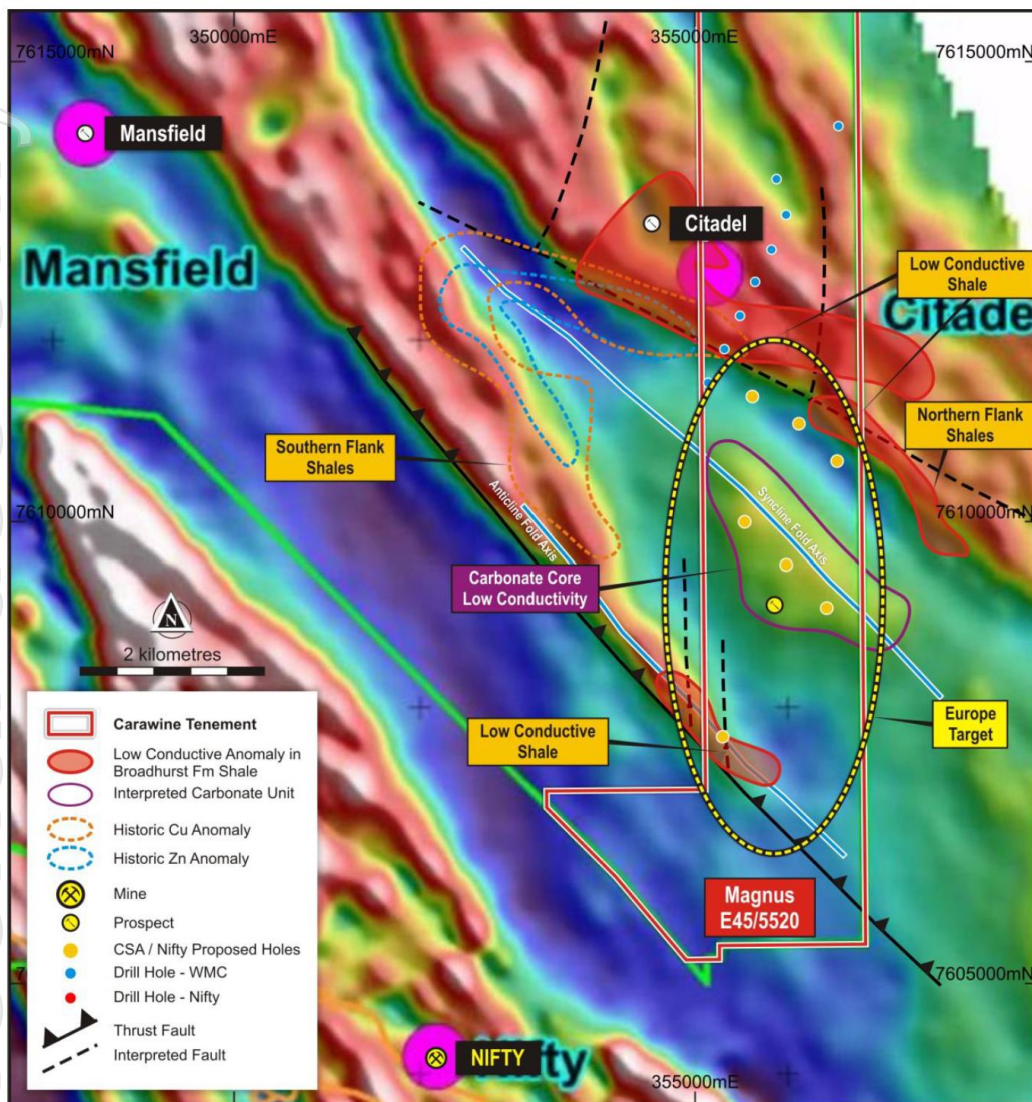 350000mE
355000mE
7615000mN
7615000mN
Mansfield
Citadel
Mansfield
Low Conductive
Shale
Citade
Southern Flank
Shales
Northern Flank
Shales
7610000mN
7610000mN
Anticline Fold Axis
Syncline Fold Axis
Carbonate Core
Low Conductivity
N
2 kilometres
Low Conductive
Shale
Europe
Target
Carawine Tenement
Low Conductive Anomaly in
Broadhurst Fm Shale
Interpreted Carbonate Unit
Historic Cu Anomaly
Historic Zn Anomaly
Mine
Prospect
CSA / Nifty Proposed Holes
Drill Hole - WMC
Drill Hole - Nifty
Thrust Fault
Interpreted Fault
Magnus
E45/5520
7605000mN
NIFTY
Nifty
355000mE